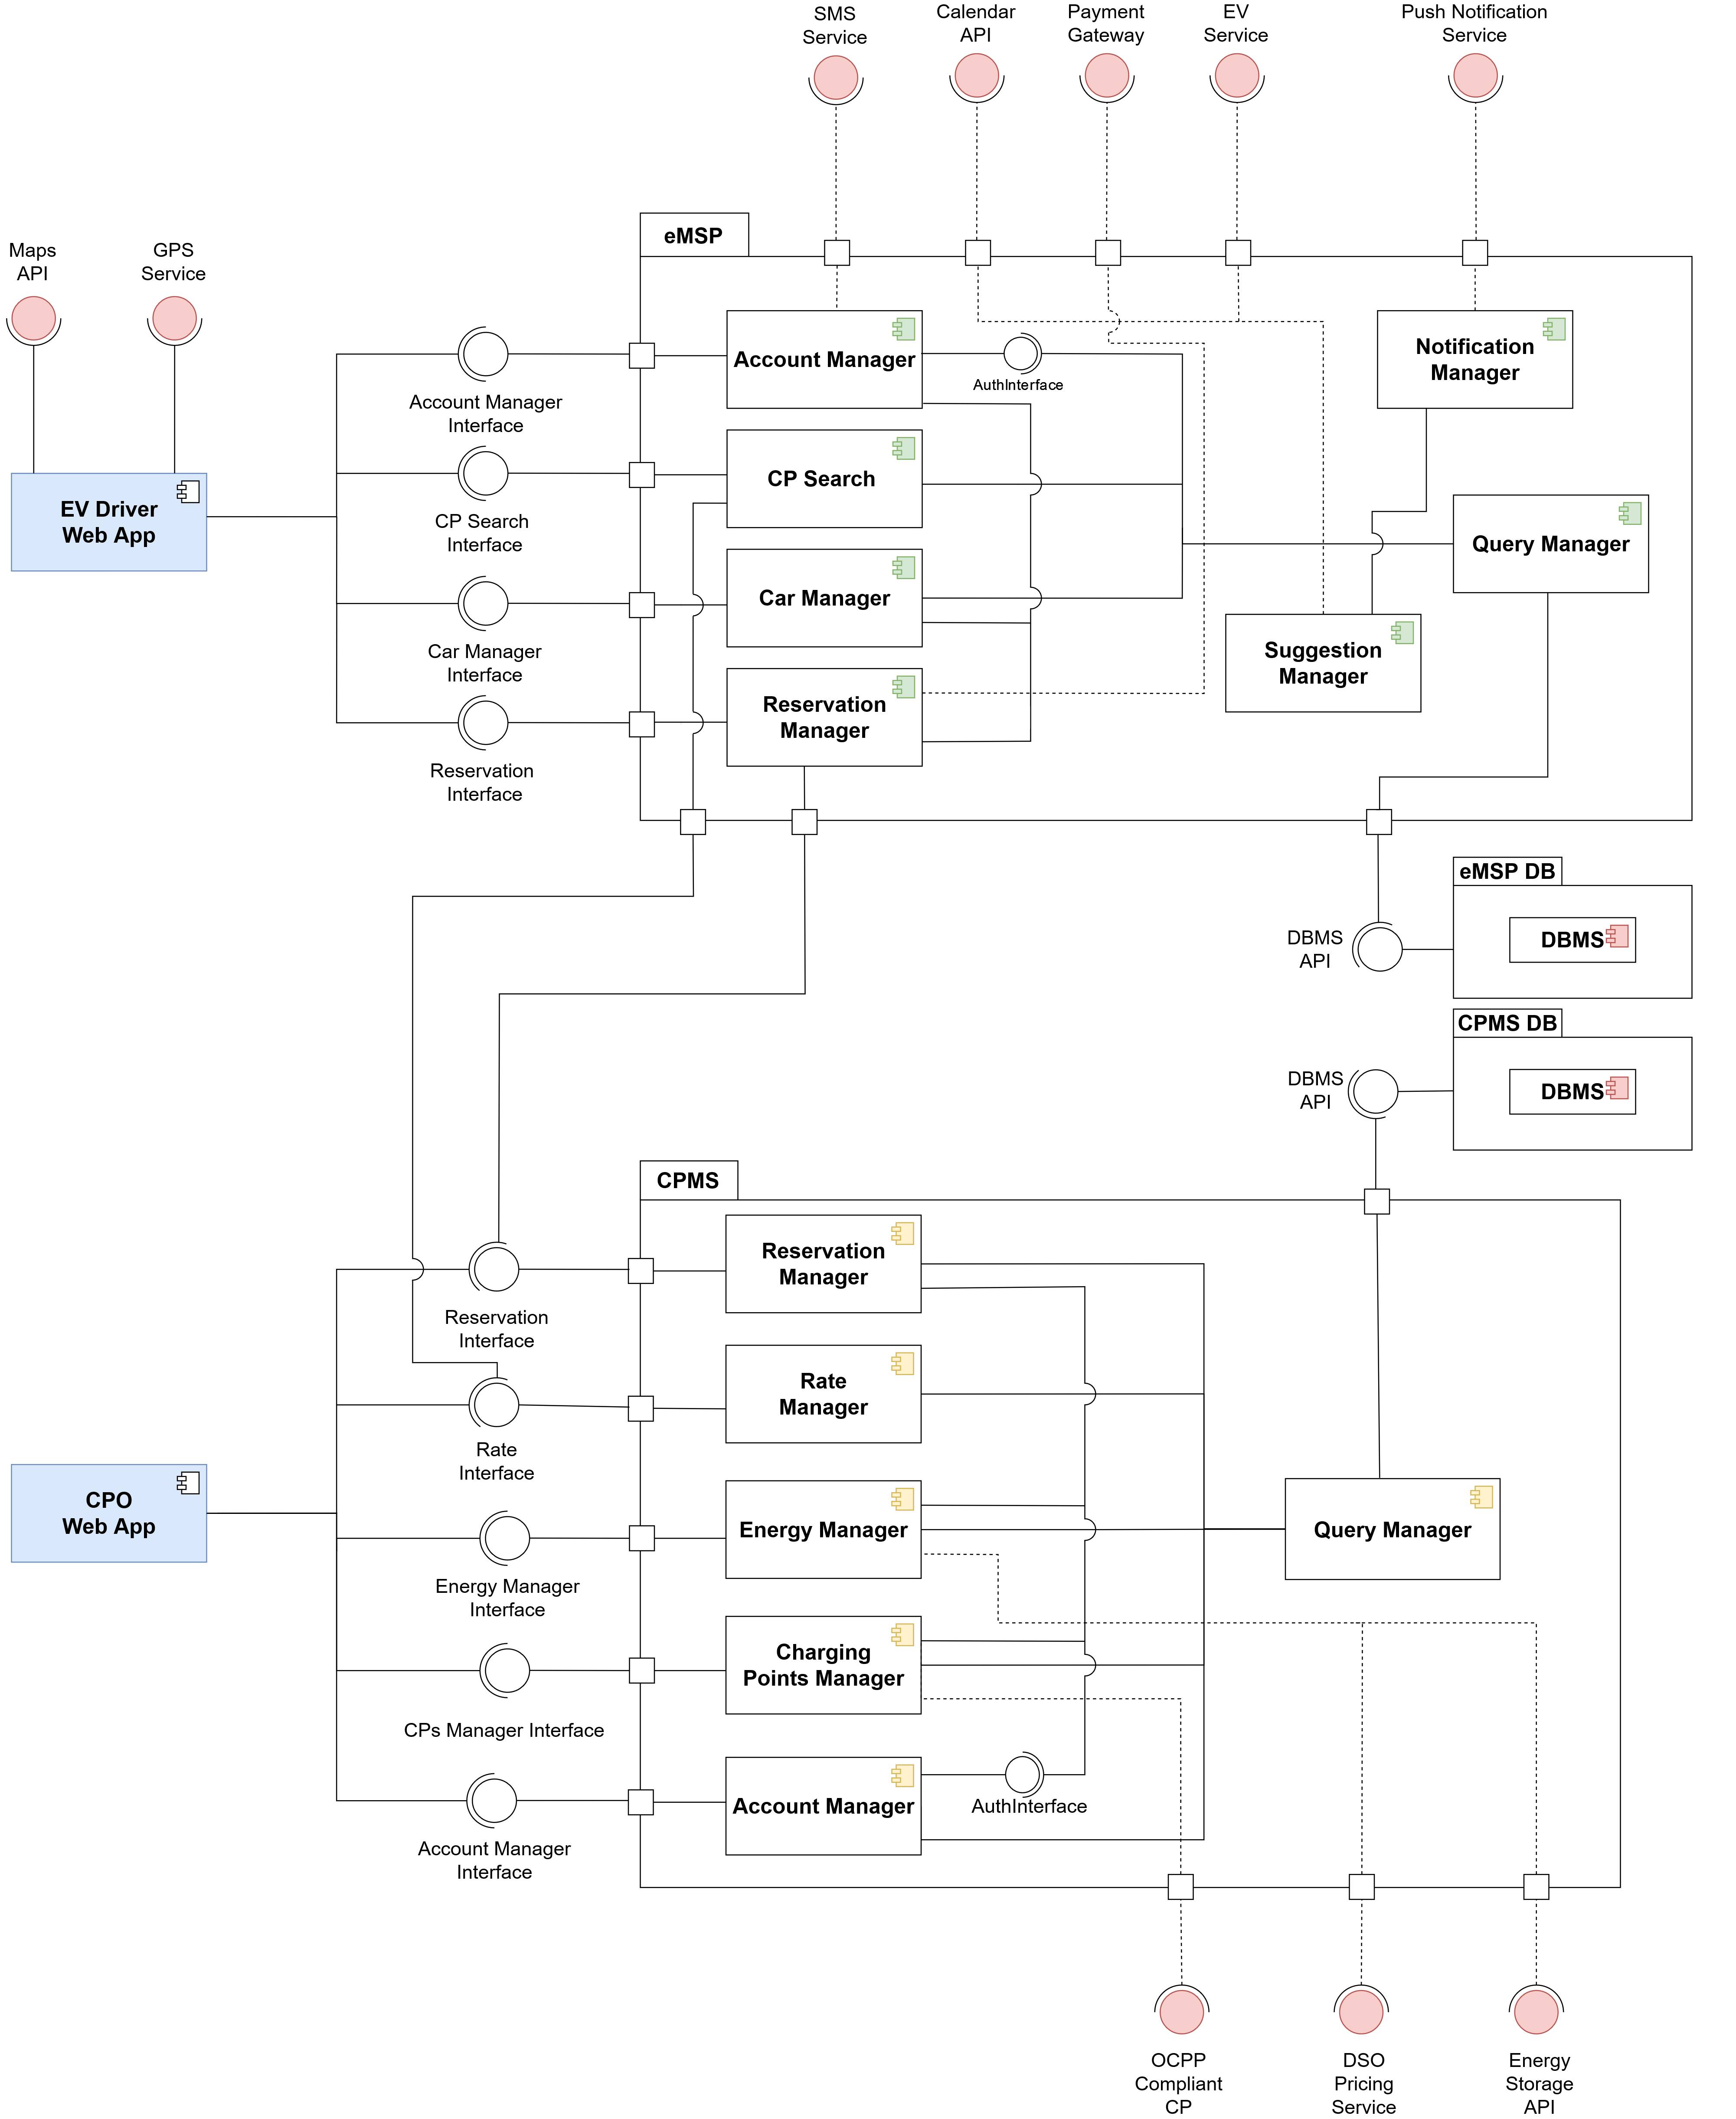 SMS
Service
Calendar
API
Payment
Gateway
EV
Service
Push Notification
Service
eMSP
Maps
API
GPS
Service
Account Manager
AuthInterface
Notification
Manager
Account Manager
Interface
CP Search
EV Driver
Web App
CP Search
Interface
Query Manager
Car Manager
Car Manager
Interface
Suggestion
Manager
Reservation
Manager
Reservation
Interface
eMSP DB
DBMS
API
DBMS
CPMS DB
DBMS
API
DBMS
CPMS
Reservation
Manager
Reservation
Interface
Rate
Manager
Rate
Interface
CPO
Web App
Energy Manager
Query Manager
Energy Manager
Interface
Charging
Points Manager
CPs Manager Interface
Account Manager
AuthInterface
Account Manager
Interface
OCPP
Compliant
CP
DSO
Pricing
Service
Energy
Storage
API